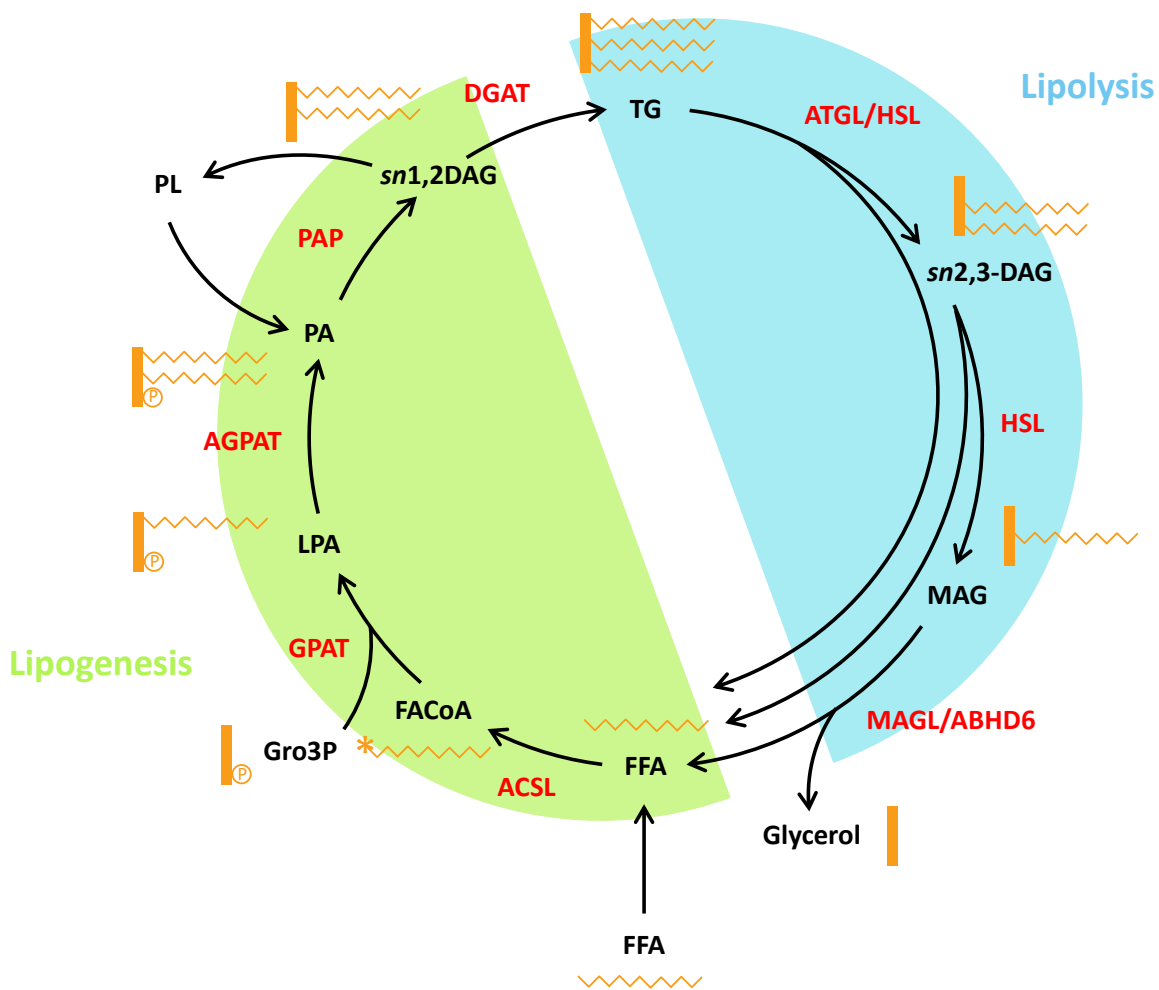 Lipolysis
DGAT
TG
ATGL/HSL
PL
sn1,2DAG
PAP
sn2,3-DAG
PA
P
AGPAT
HSL
LPA
P
MAG
GPAT
Lipogenesis
FACoA
MAGL/ABHD6
Gro3P
*
P
FFA
ACSL
Glycerol
FFA